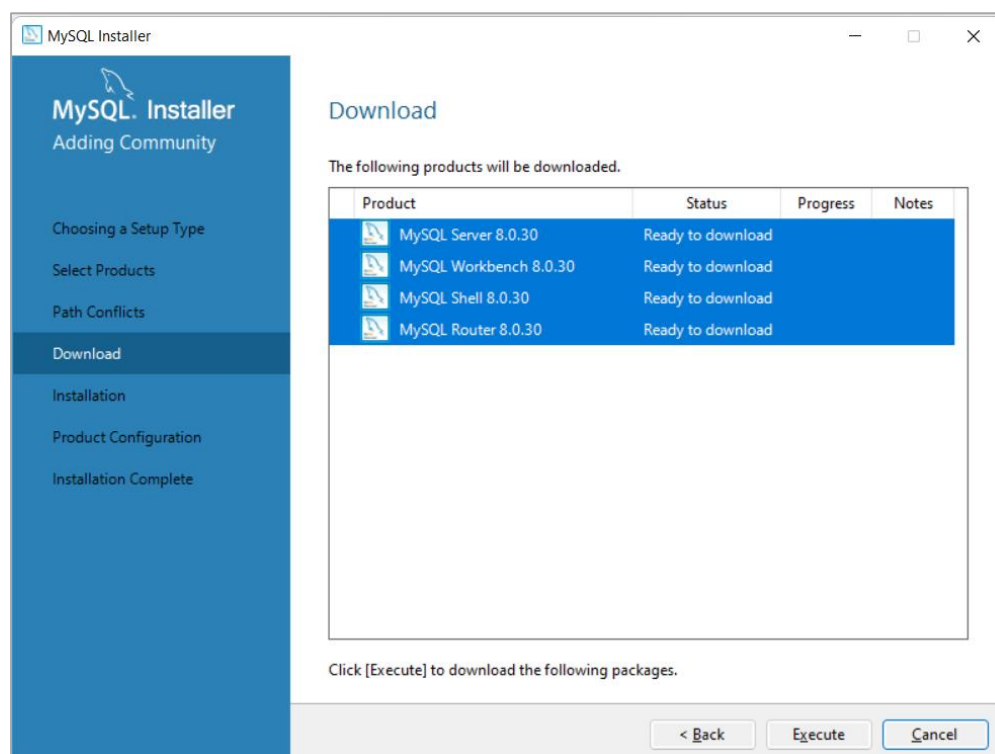 MySQL Installer
MySQL. Installer
Adding Community
Choosing a Setup Type
Select Products
Path Conflicts
Download
Installation
Product Configuration
Installation Complete
Download
The following products will be downloaded.
Product Status Progress Notes
MySQL Server 8.0.30 Ready to download
MySQL Workbench 8.0.30 Ready to download
MySQL Shell 8.0.30 Ready to download
MySQL Router 8.0.30 Ready to download
Click [Execute] to download the following packages.
< Back Execute Cancel